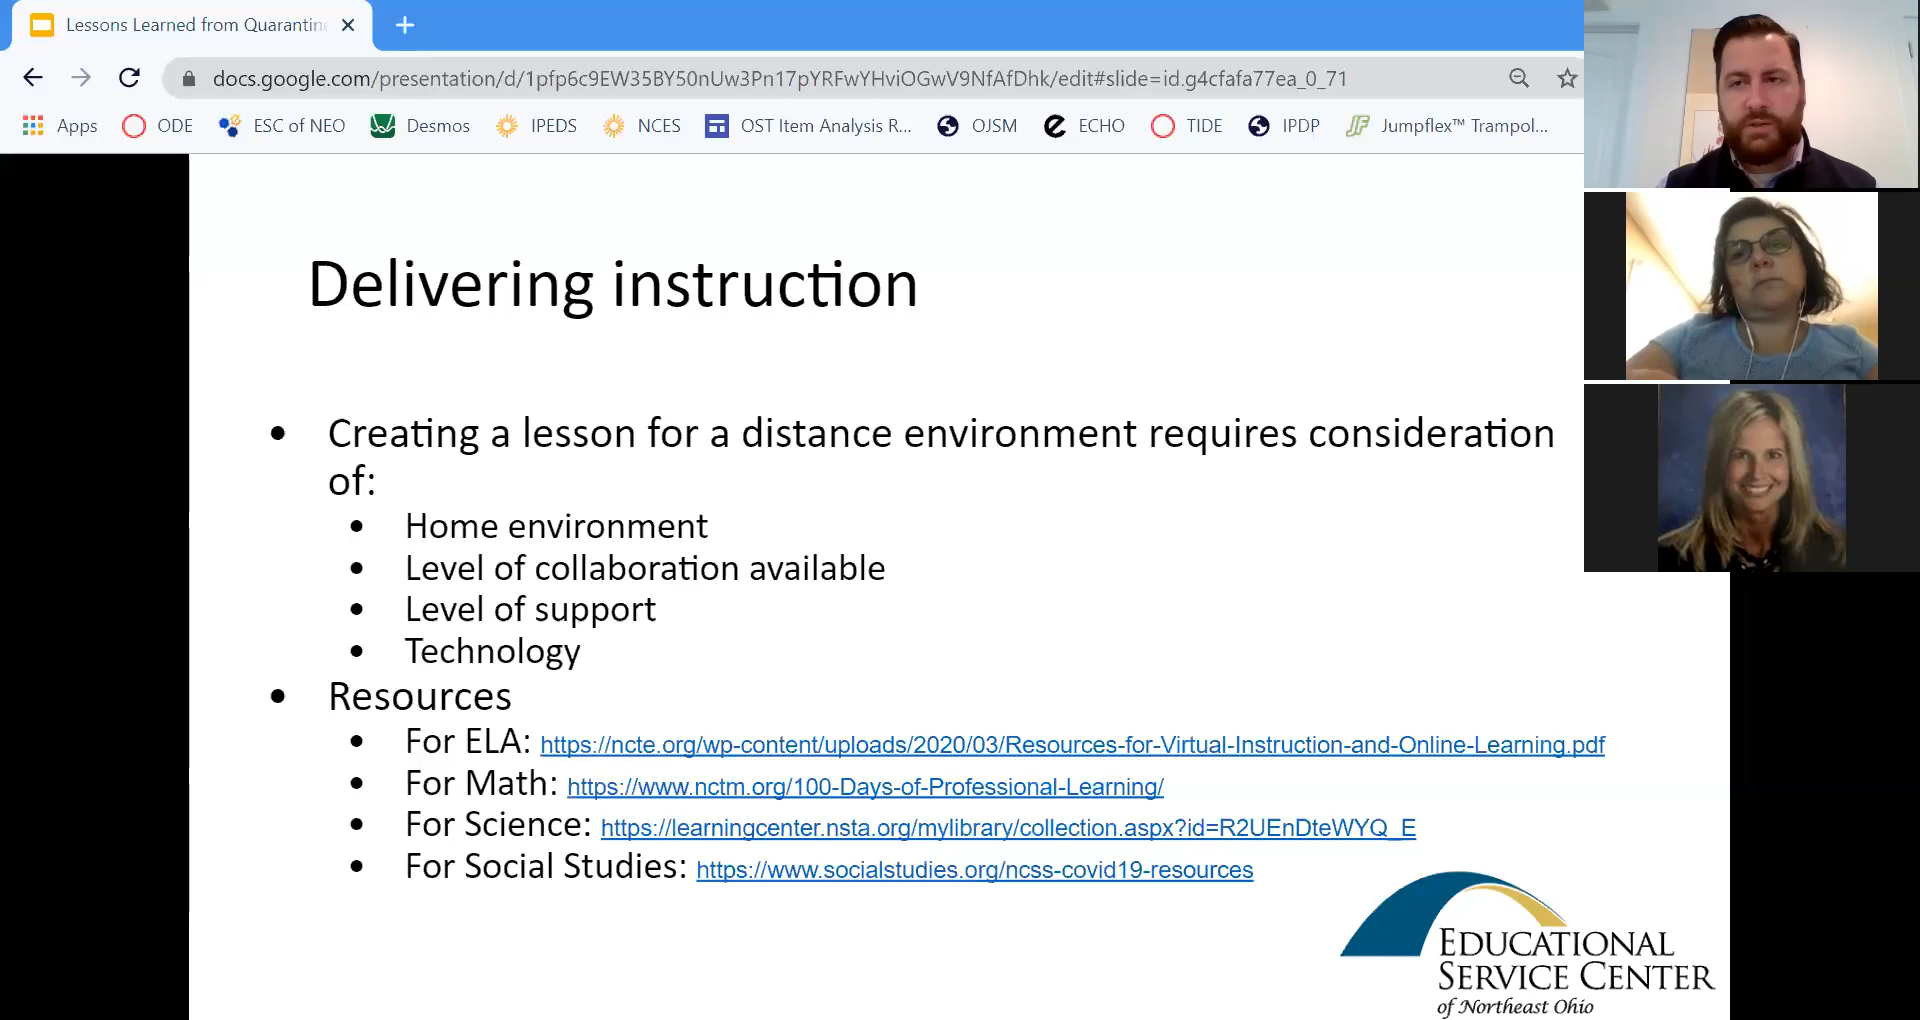 Lessons Learned from Quarantine
docs.google.com/presentation/d/1pfp6c9EW35BY50nUw3Pn17pYRFwYHviOGwV9NfAfDhk/edit#slide=id.g4cfafa77ea_0_71
Apps ODE ESC of NEO Desmos IPEDS NCES OST Item Analysis R... OJSM ECHO TIDE IPDP Jumpflex™ Trampol...
Delivering instruction
• Creating a lesson for a distance environment requires consideration
of:
• Home environment
• Level of collaboration available
• Level of support
• Technology
• Resources
• For ELA: https://ncte.org/wp-content/uploads/2020/03/Resources-for-Virtual-Instruction-and-Online-Learning.pdf
• For Math: https://www.nctm.org/100-Days-of-Professional-Learning/
• For Science: https://learningcenter.nsta.org/mylibrary/collection.aspx?id=R2UEnDteWYQ_E
• For Social Studies: https://www.socialstudies.org/ncss-covid19-resources
EDUCATIONAL
SERVICE CENTER
of Northeast Ohio